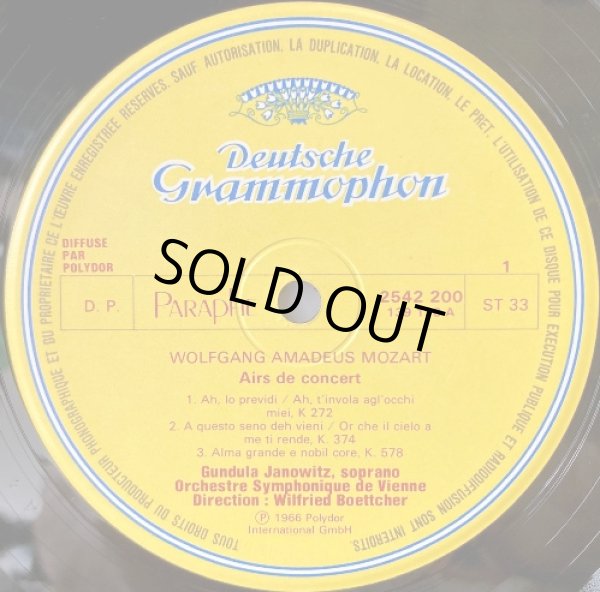 TOUS DROITS DU PRODUCTEUR PHONOGRAPHIQUE ET DU PROPRIETAIRE DE L'ŒUVRE ENREGISTREE RESERVES. SAUF AUTORISATION, LA DUPLICATION, LA LOCATION, LE PRET, L'UTILISATION DE CE DISQUE POUR EXECUTION PUBLIQUE ET RADIODIFFUSION SONT INTERDITS.
Deutsche
Grammophon
DIFFUSE
PAR
POLYDOR
1
D. P.
2542 200
ST 33
SOLD OUT
WOLFGANG AMADEUS MOZART
Airs de concert
1. Ah, lo previdi / Ah, t'invola agl'occhi
miei, K 272
2. A questo seno deh vieni / Or che il cielo a
me ti rende, K. 374
3. Alma grande e nobil core, K. 578
Gundula Janowitz, soprano
Orchestre Symphonique de Vienne
Direction : Wilfried Boettcher
Ⓟ 1966 Polydor
International GmbH